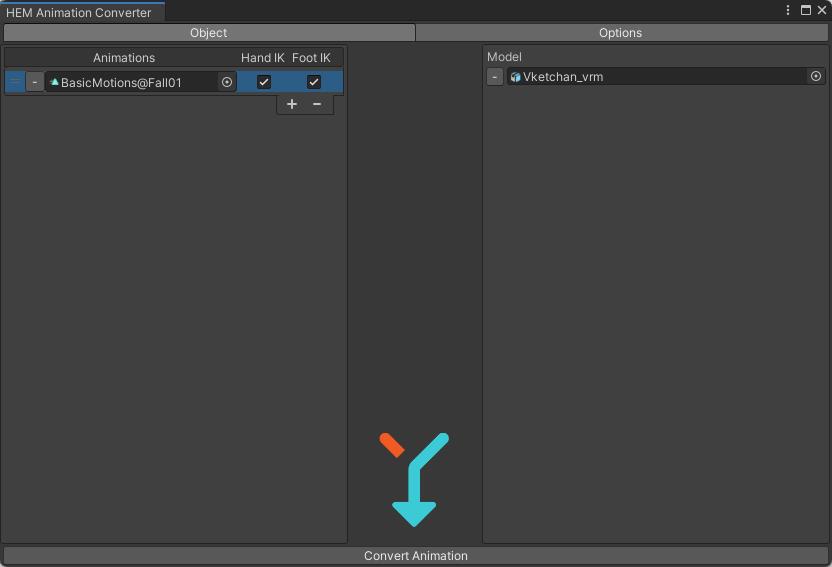 HEM Animation Converter
Object Options
Animations Hand IK Foot IK
- BasicMotions@Fall01
+ −
Model
- Vketchan_vrm
Convert Animation